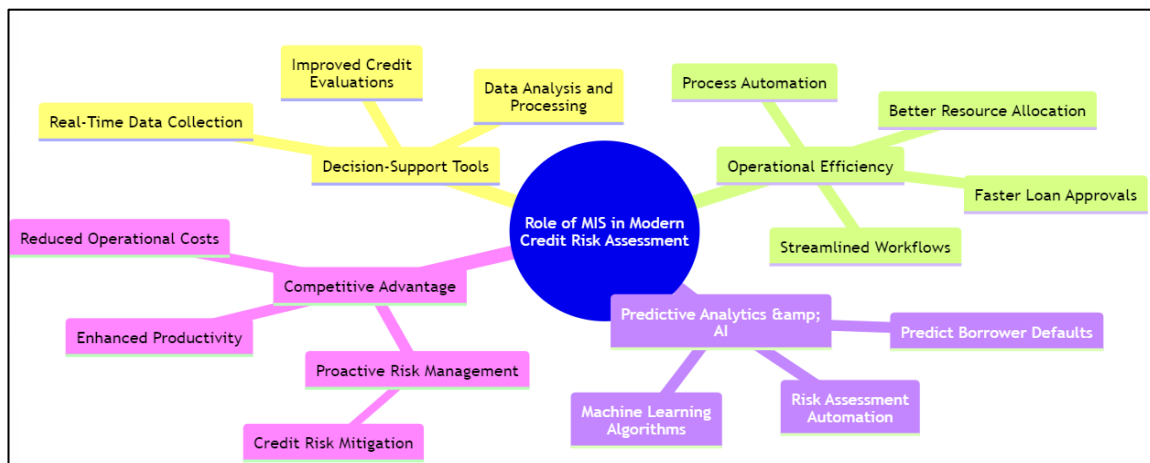 Improved Credit
Evaluations
Data Analysis and
Processing
Real-Time Data Collection
Decision-Support Tools
Process Automation
Better Resource Allocation
Operational Efficiency
Faster Loan Approvals
Streamlined Workflows
Role of MIS in Modern
Credit Risk Assessment
Reduced Operational Costs
Competitive Advantage
Enhanced Productivity
Proactive Risk Management
Credit Risk Mitigation
Predictive Analytics &amp;
AI
Predict Borrower Defaults
Machine Learning
Algorithms
Risk Assessment
Automation